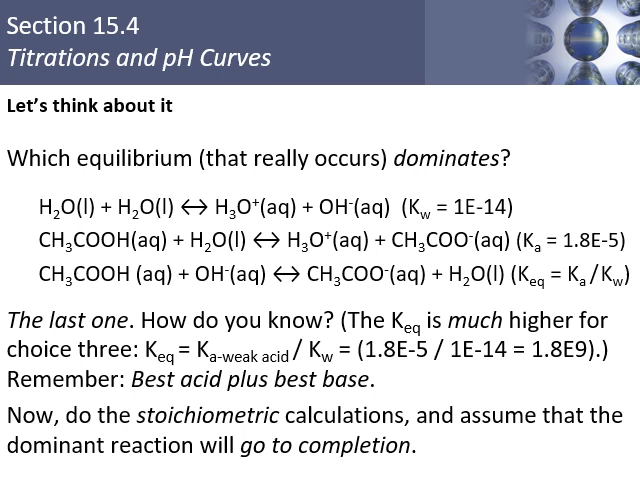 Section 15.4
Titrations and pH Curves
Let's think about it
Which equilibrium (that really occurs) dominates?
H₂O(l) + H₂O(l) ↔ H₃O⁺(aq) + OH⁻(aq) (Kw = 1E-14)
CH₃COOH(aq) + H₂O(l) ↔ H₃O⁺(aq) + CH₃COO⁻(aq) (Kₐ = 1.8E-5)
CH₃COOH (aq) + OH⁻(aq) ↔ CH₃COO⁻(aq) + H₂O(l) (Keq = Kₐ/Kw)
The last one. How do you know? (The Keq is much higher for
choice three: Keq = Ka-weak acid / Kw = (1.8E-5 / 1E-14 = 1.8E9).)
Remember: Best acid plus best base.
Now, do the stoichiometric calculations, and assume that the
dominant reaction will go to completion.